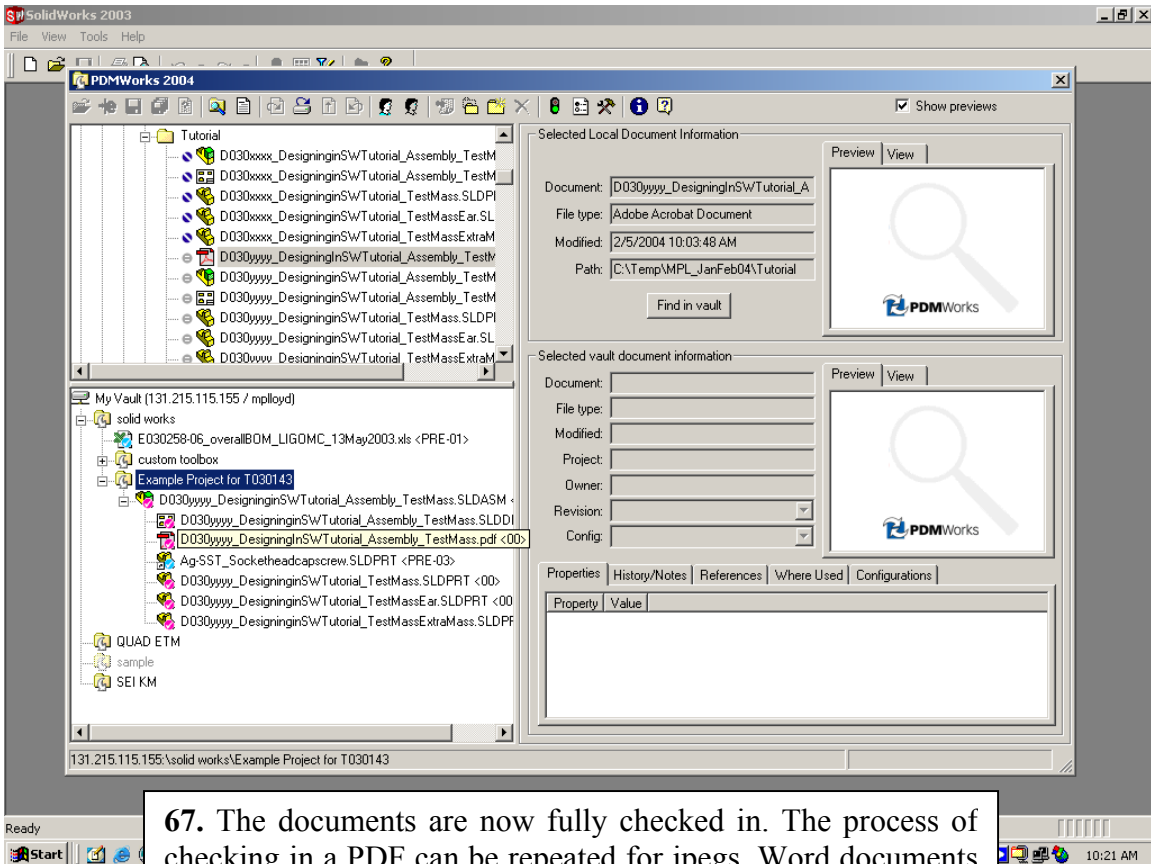 SolidWorks 2003
File View Tools Help
PDMWorks 2004
Show previews
Tutorial
D030xxxx_DesigninginSWTutorial_Assembly_TestM
D030xxxx_DesigninginSWTutorial_Assembly_TestM
D030xxxx_DesigninginSWTutorial_TestMass.SLDP
D030xxxx_DesigninginSWTutorial_TestMassEar.SL
D030xxxx_DesigninginSWTutorial_TestMassExtraM
D030yyyy_DesigningInSWTutorial_Assembly_TestM
D030yyyy_DesigninginSWTutorial_Assembly_TestM
D030yyyy_DesigninginSWTutorial_Assembly_TestM
D030yyyy_DesigninginSWTutorial_TestMass.SLDP
D030yyyy_DesigninginSWTutorial_TestMassEar.SL
D030yyyy_DesigninginSWTutorial_TestMassExtraM
My Vault (131.215.115.155 / mplloyd)
solid works
E030258-06_overallBOM_LIGOMC_13May2003.xls <PRE-01>
custom toolbox
Example Project for T030143
D030yyyy_DesigninginSWTutorial_Assembly_TestMass.SLDASM <
D030yyyy_DesigninginSWTutorial_Assembly_TestMass.SLDD
D030yyyy_DesigningInSWTutorial_Assembly_TestMass.pdf <00>
Ag-SST_Socketheadcapscrew.SLDPRT <PRE-03>
D030yyyy_DesigninginSWTutorial_TestMass.SLDPRT <00>
D030yyyy_DesigninginSWTutorial_TestMassEar.SLDPRT <00
D030yyyy_DesigninginSWTutorial_TestMassExtraMass.SLDPF
QUAD ETM
sample
SEI KM
131.215.115.155:\solid works\Example Project for T030143
Selected Local Document Information
Document: D030yyyy_DesigningInSWTutorial_A
File type: Adobe Acrobat Document
Modified: 2/5/2004 10:03:48 AM
Path: C:\Temp\MPL_JanFeb04\Tutorial
Find in vault
Preview View
PDMWorks
Selected vault document information
Document:
File type:
Modified:
Project:
Owner:
Revision:
Config:
Preview View
PDMWorks
Properties History/Notes References Where Used Configurations
Property Value
67. The documents are now fully checked in. The process of
checking in a PDF can be repeated for jpegs, Word documents
Ready
Start
10:21 AM